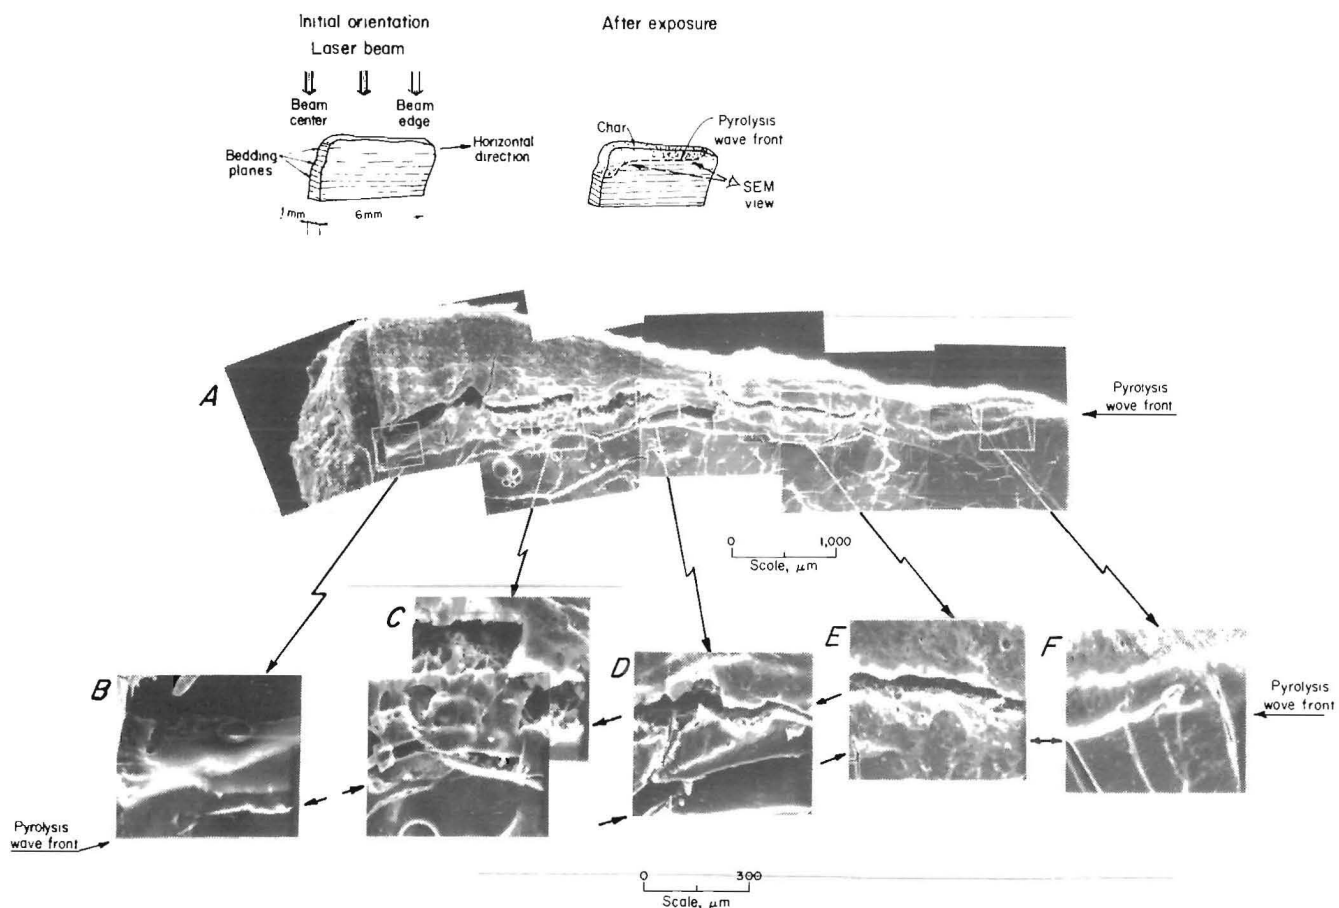 Initial orientation
Laser beam
Beam
center
Beam
edge
Bedding
planes
Horizontal
direction
1mm
6mm
After exposure
Char
Pyrolysis
wave front
SEM
view
A
Pyrolysis
wave front
0 1,000
Scale, μm
B
C
D
E
F
Pyrolysis
wave front
Pyrolysis
wave front
0 300
Scale, μm